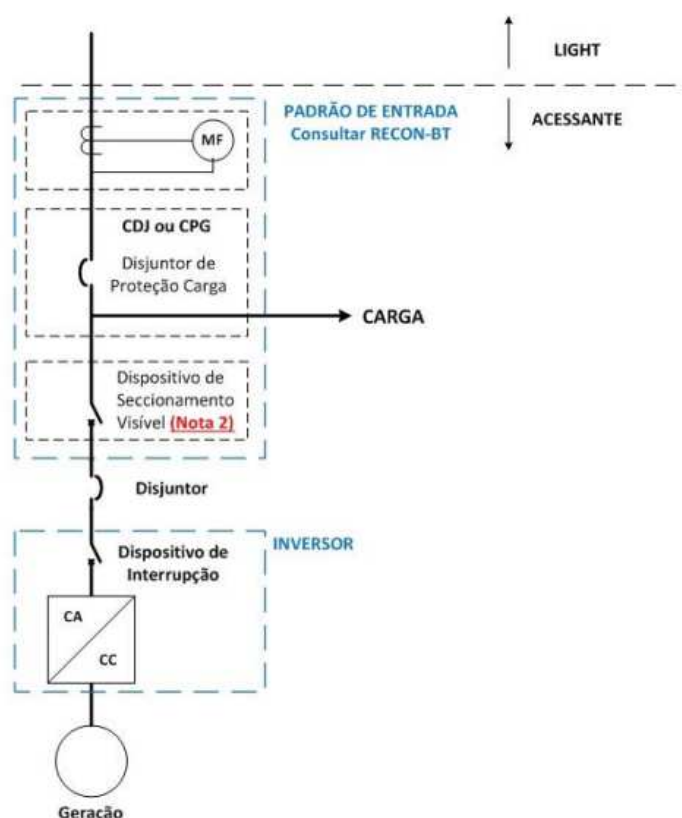 LIGHT
PADRÃO DE ENTRADA
Consultar RECON-BT
ACESSANTE
MF
CDJ ou CPG
Disjuntor de
Proteção Carga
CARGA
Dispositivo de
Seccionamento
Visível (Nota 2)
Disjuntor
INVERSOR
Dispositivo de
Interrupção
CA
CC
Geração